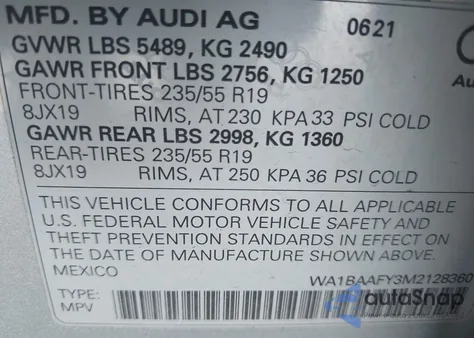 MFD. BY AUDI AG 06.21
GVWR LBS 5489, KG 2490
GAWR FRONT LBS 2756, KG 1250
FRONT-TIRES 235/55 R19
8JX19 RIMS, AT 230 KPA 33 PSI COLD
GAWR REAR LBS 2998, KG 1360
REAR-TIRES 235/55 R19
8JX19 RIMS, AT 250 KPA 36 PSI COLD
THIS VEHICLE CONFORMS TO ALL APPLICABLE
U.S. FEDERAL MOTOR VEHICLE SAFETY AND
THEFT PREVENTION STANDARDS IN EFFECT ON
THE DATE OF MANUFACTURE SHOWN ABOVE
MEXICO WA1BAAFY3M2128360
TYPE:
MPV
autoSnap